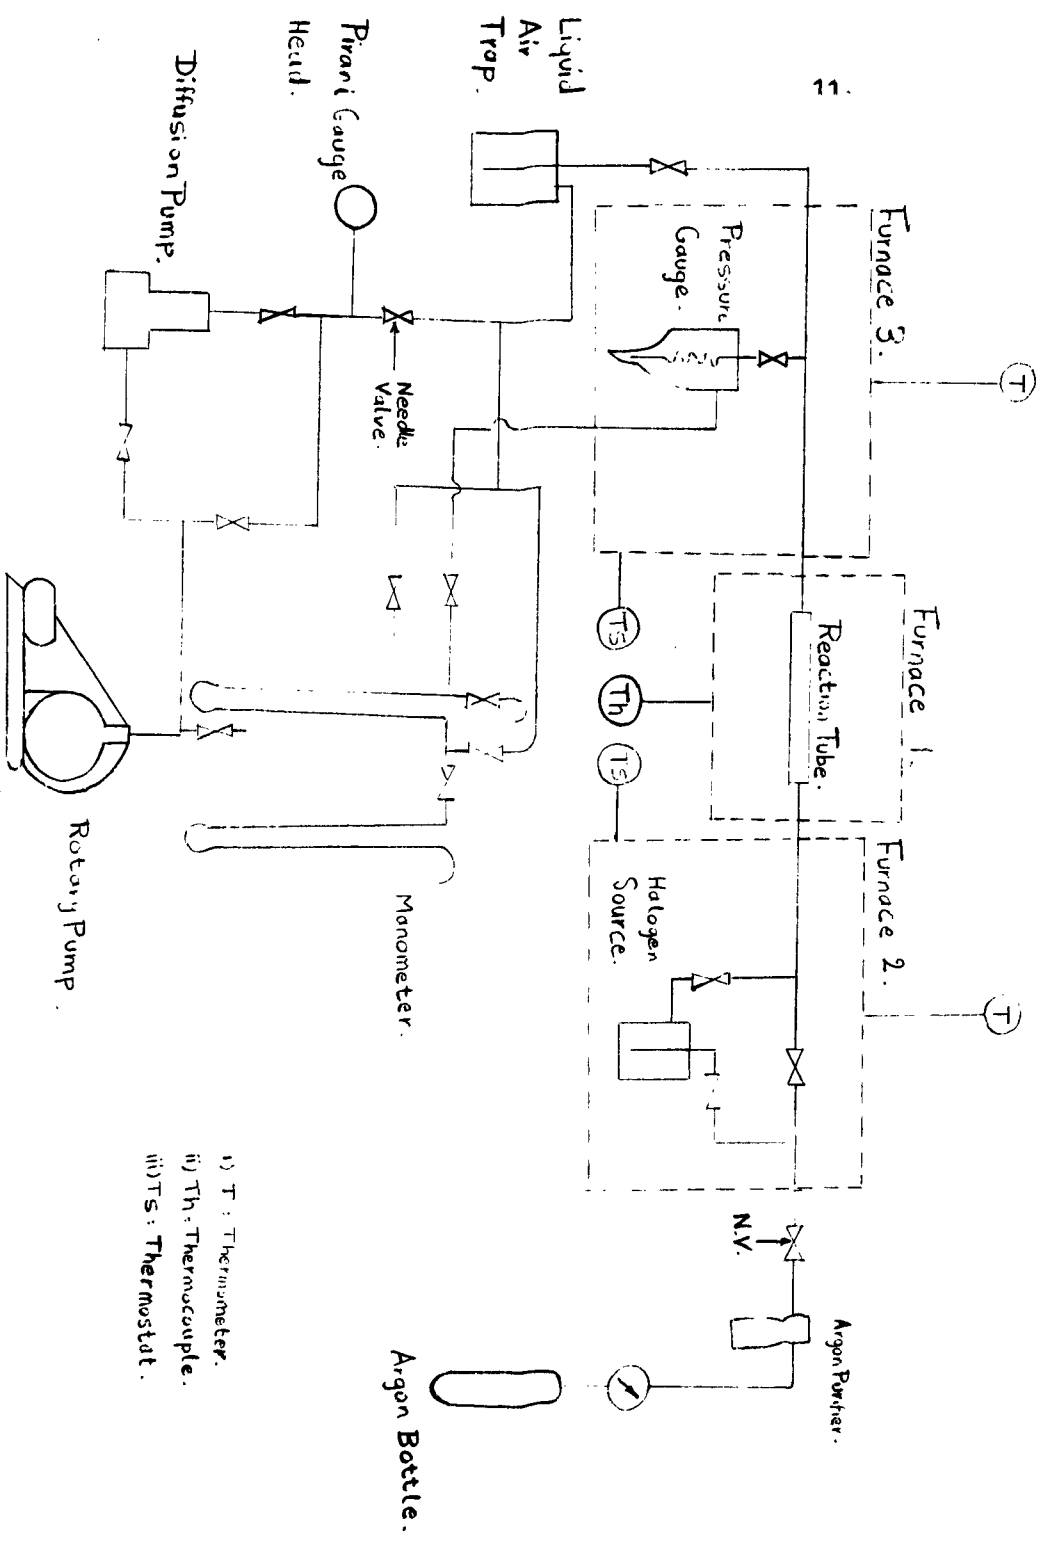 11.
Liquid
Air
Trap.
Pirani Gauge
Head.
Diffusion Pump.
Furnace 3.
Pressure
Gauge.
T
Needle
Valve.
Ts
Furnace 1.
Reaction Tube.
Th
Ts
Rotary Pump.
Manometer.
Furnace 2.
Halogen
Source.
T
N.V.
Argon Purifier.
Argon Bottle.
i) T : Thermometer.
ii) Th : Thermocouple.
iii) Ts : Thermostat.